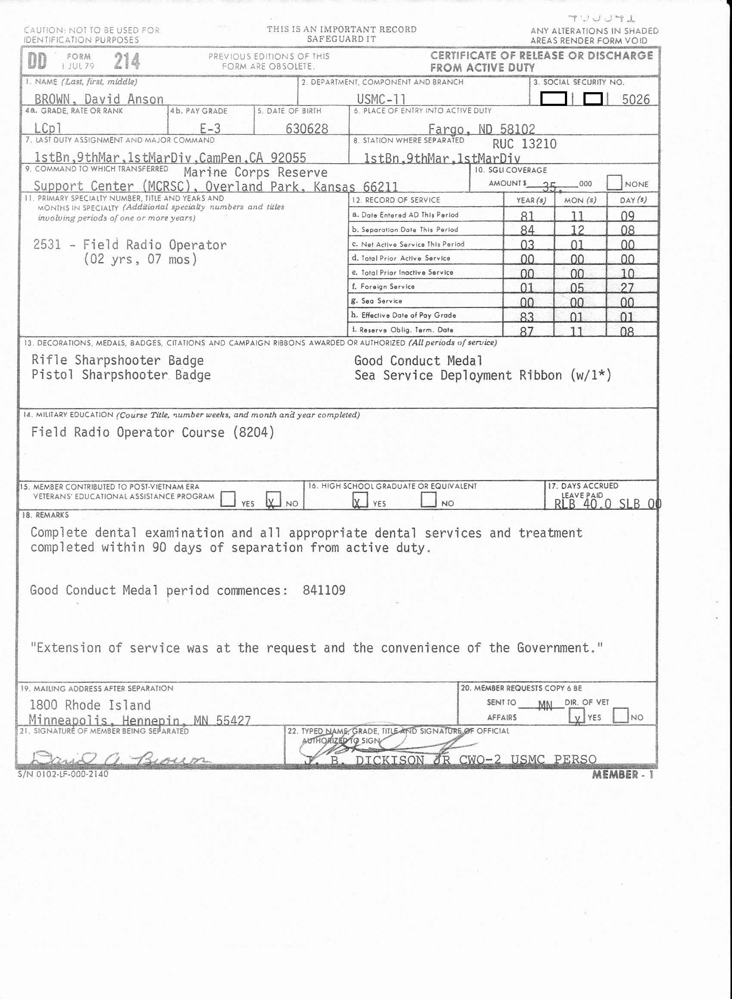 CAUTION: NOT TO BE USED FOR
IDENTIFICATION PURPOSES
THIS IS AN IMPORTANT RECORD
SAFEGUARD IT
ANY ALTERATIONS IN SHADED
AREAS RENDER FORM VOID
DD FORM 1 JUL 79 214
PREVIOUS EDITIONS OF THIS
FORM ARE OBSOLETE.
CERTIFICATE OF RELEASE OR DISCHARGE
FROM ACTIVE DUTY
1. NAME (Last, first, middle)
BROWN, David Anson
2. DEPARTMENT, COMPONENT AND BRANCH
USMC-11
3. SOCIAL SECURITY NO.
5026
4a. GRADE, RATE OR RANK
LCpl
4b. PAY GRADE
E-3
5. DATE OF BIRTH
630628
6. PLACE OF ENTRY INTO ACTIVE DUTY
Fargo, ND 58102
7. LAST DUTY ASSIGNMENT AND MAJOR COMMAND
1stBn,9thMar,1stMarDiv,CamPen,CA 92055
8. STATION WHERE SEPARATED RUC 13210
1stBn,9thMar,1stMarDiv
9. COMMAND TO WHICH TRANSFERRED Marine Corps Reserve
Support Center (MCRSC), Overland Park, Kansas 66211
10. SGLI COVERAGE
AMOUNT $ 35, 000 NONE
11. PRIMARY SPECIALTY NUMBER, TITLE AND YEARS AND
MONTHS IN SPECIALTY (Additional specialty numbers and titles
involving periods of one or more years)
2531 - Field Radio Operator
(02 yrs, 07 mos)
12. RECORD OF SERVICE YEAR (s) MON (s) DAY (s)
a. Date Entered AD This Period 81 11 09
b. Separation Date This Period 84 12 08
c. Net Active Service This Period 03 01 00
d. Total Prior Active Service 00 00 00
e. Total Prior Inactive Service 00 00 10
f. Foreign Service 01 05 27
g. Sea Service 00 00 00
h. Effective Date of Pay Grade 83 01 01
i. Reserve Oblig. Term. Date 87 11 08
13. DECORATIONS, MEDALS, BADGES, CITATIONS AND CAMPAIGN RIBBONS AWARDED OR AUTHORIZED (All periods of service)
Rifle Sharpshooter Badge Good Conduct Medal
Pistol Sharpshooter Badge Sea Service Deployment Ribbon (w/1*)
14. MILITARY EDUCATION (Course Title, number weeks, and month and year completed)
Field Radio Operator Course (8204)
15. MEMBER CONTRIBUTED TO POST-VIETNAM ERA
VETERANS' EDUCATIONAL ASSISTANCE PROGRAM YES X NO
16. HIGH SCHOOL GRADUATE OR EQUIVALENT
X YES NO
17. DAYS ACCRUED
LEAVE PAID
RLB 40.0 SLB 00
18. REMARKS
Complete dental examination and all appropriate dental services and treatment
completed within 90 days of separation from active duty.
Good Conduct Medal period commences: 841109
"Extension of service was at the request and the convenience of the Government."
19. MAILING ADDRESS AFTER SEPARATION
1800 Rhode Island
Minneapolis, Hennepin, MN 55427
20. MEMBER REQUESTS COPY 6 BE
SENT TO MN DIR. OF VET
AFFAIRS X YES NO
21. SIGNATURE OF MEMBER BEING SEPARATED
David A. Brown
22. TYPED NAME, GRADE, TITLE AND SIGNATURE OF OFFICIAL
AUTHORIZED TO SIGN
J. B. DICKISON JR CWO-2 USMC PERSO
S/N 0102-LF-000-2140
MEMBER - 1